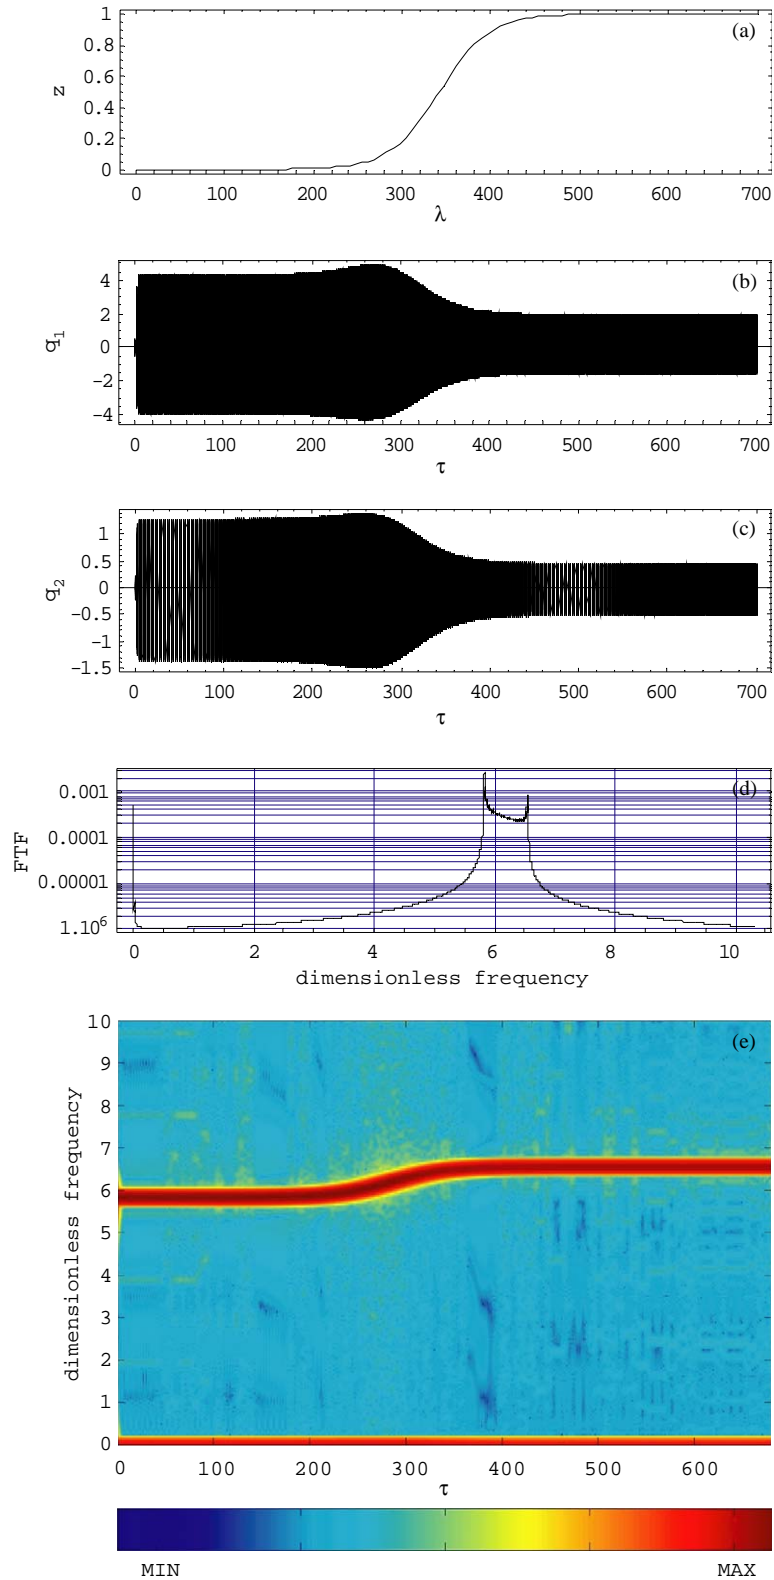 (a)
z
1
0.8
0.6
0.4
0.2
0
0 100 200 300 400 500 600 700
λ
(b)
q1
4
2
0
-2
-4
0 100 200 300 400 500 600 700
τ
(c)
q2
1
0.5
0
-0.5
-1
-1.5
0 100 200 300 400 500 600 700
τ
(d)
FTF
0.001
0.0001
0.00001
1.10^6
0 2 4 6 8 10
dimensionless frequency
(e)
dimensionless frequency
10
9
8
7
6
5
4
3
2
1
0
0 100 200 300 400 500 600
τ
MIN MAX